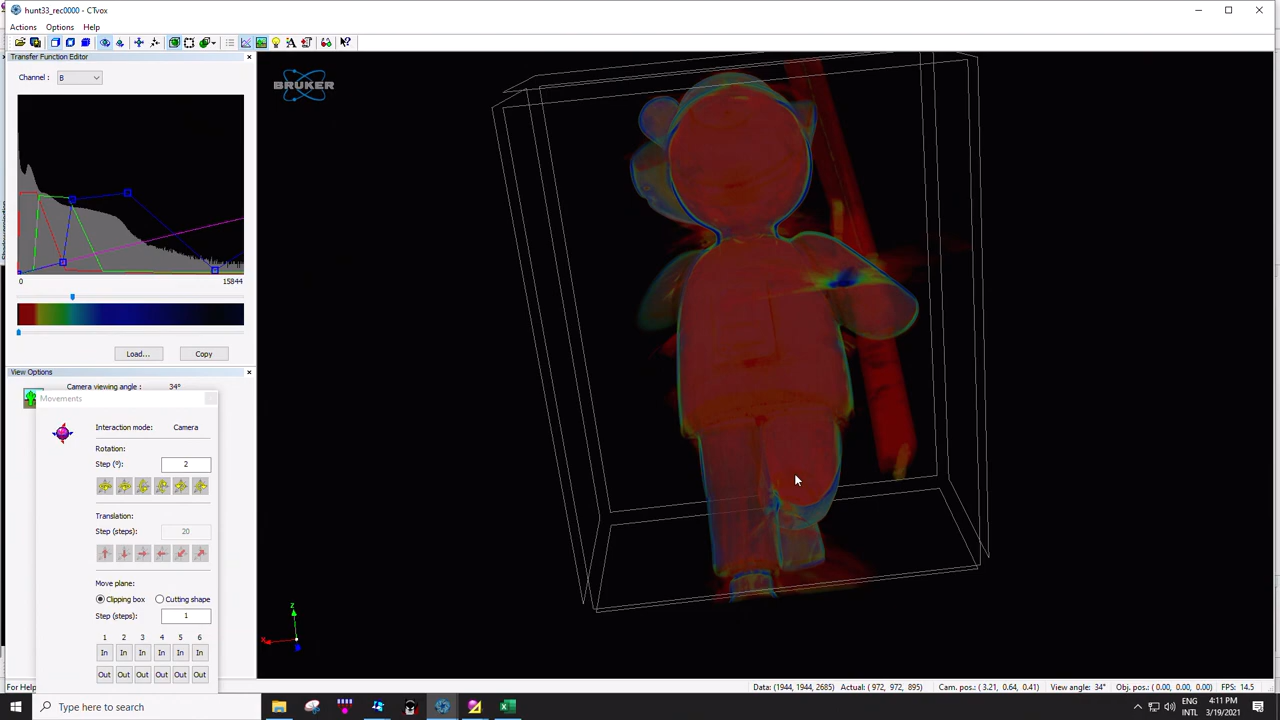 hunt33_rec0000 - CTvox
Actions Options Help
Transfer Function Editor
Channel : B
BRUKER
0 15844
Load... Copy
View Options
Camera viewing angle : 34°
Movements
Interaction mode: Camera
Rotation:
Step (º): 2
Translation:
Step (steps): 20
Move plane:
Clipping box Cutting shape
Step (steps): 1
1 2 3 4 5 6
In In In In In In
Out Out Out Out Out Out
z
x
For Help
Data: (1944, 1944, 2685) Actual: ( 972, 972, 895) Cam. pos.: ( 3.21, 0.64, 0.41) View angle: 34° Obj. pos.: ( 0.00, 0.00, 0.00) FPS: 14.5
Type here to search
ENG
INTL
4:11 PM
3/19/2021